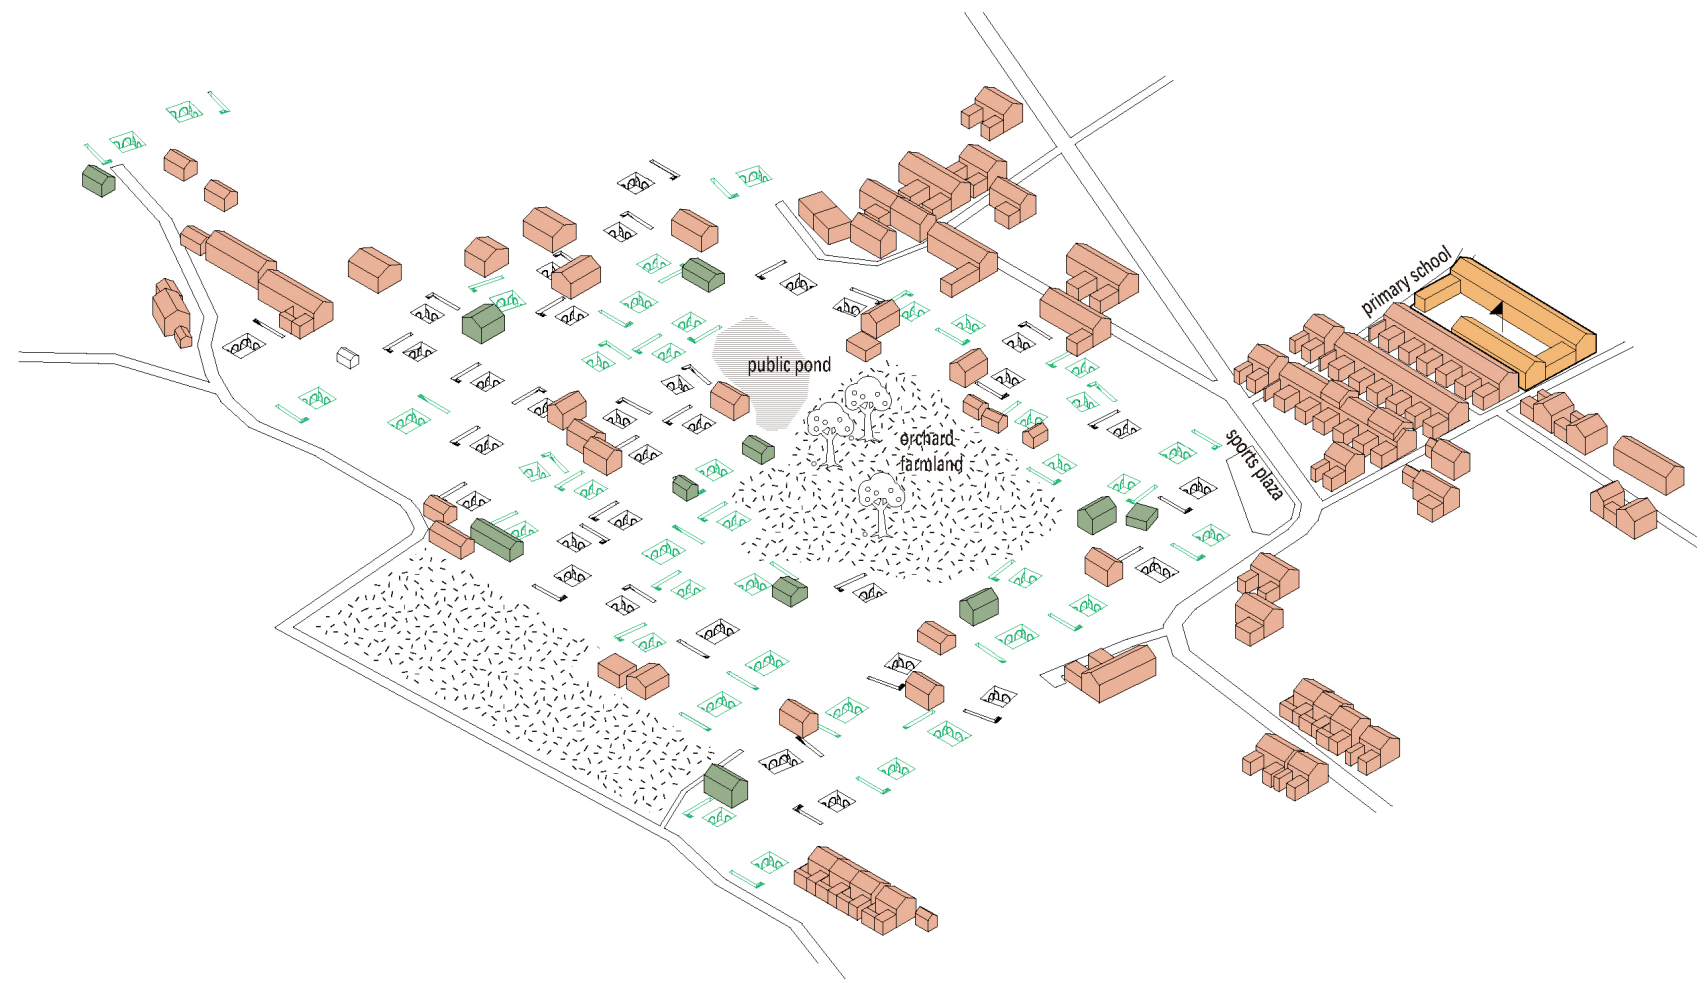 primary school
public pond
orchard
farmland
sports plaza